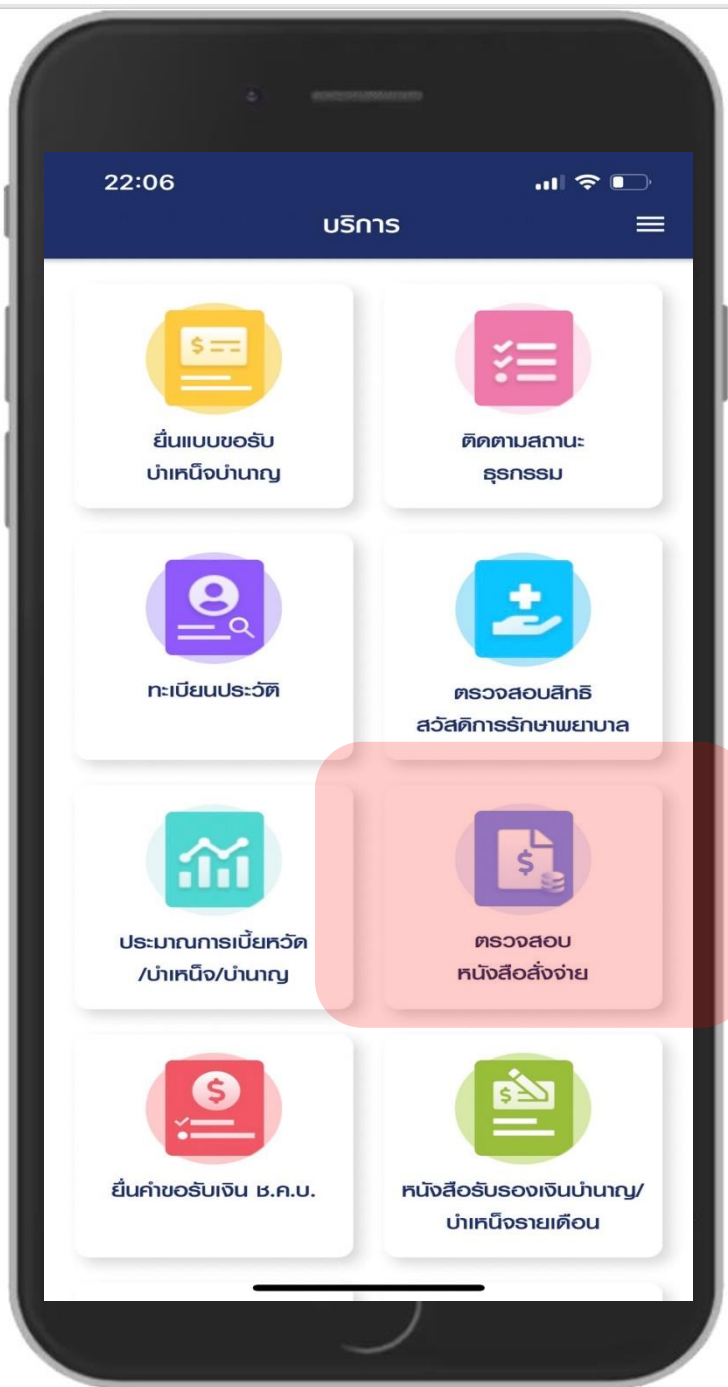 22:06
บริการ
ยื่นแบบขอรับ
บำเหน็จบำนาญ
ติดตามสถานะ
ธุรกรรม
ทะเบียนประวัติ
ตรวจสอบสิทธิ
สวัสดิการรักษาพยาบาล
ประมาณการเบี้ยหวัด
/บำเหน็จ/บำนาญ
ตรวจสอบ
หนังสือสั่งจ่าย
ยื่นคำขอรับเงิน ช.ค.บ.
หนังสือรับรองเงินบำนาญ/
บำเหน็จรายเดือน